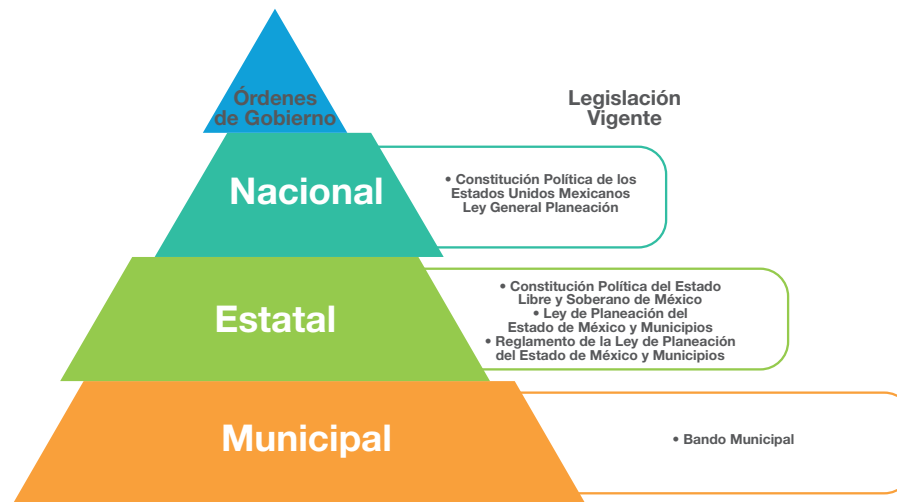 Órdenes
de Gobierno
Legislación
Vigente
Nacional
• Constitución Política de los
Estados Unidos Mexicanos
Ley General Planeación
Estatal
• Constitución Política del Estado
Libre y Soberano de México
• Ley de Planeación del
Estado de México y Municipios
• Reglamento de la Ley de Planeación
del Estado de México y Municipios
Municipal
• Bando Municipal